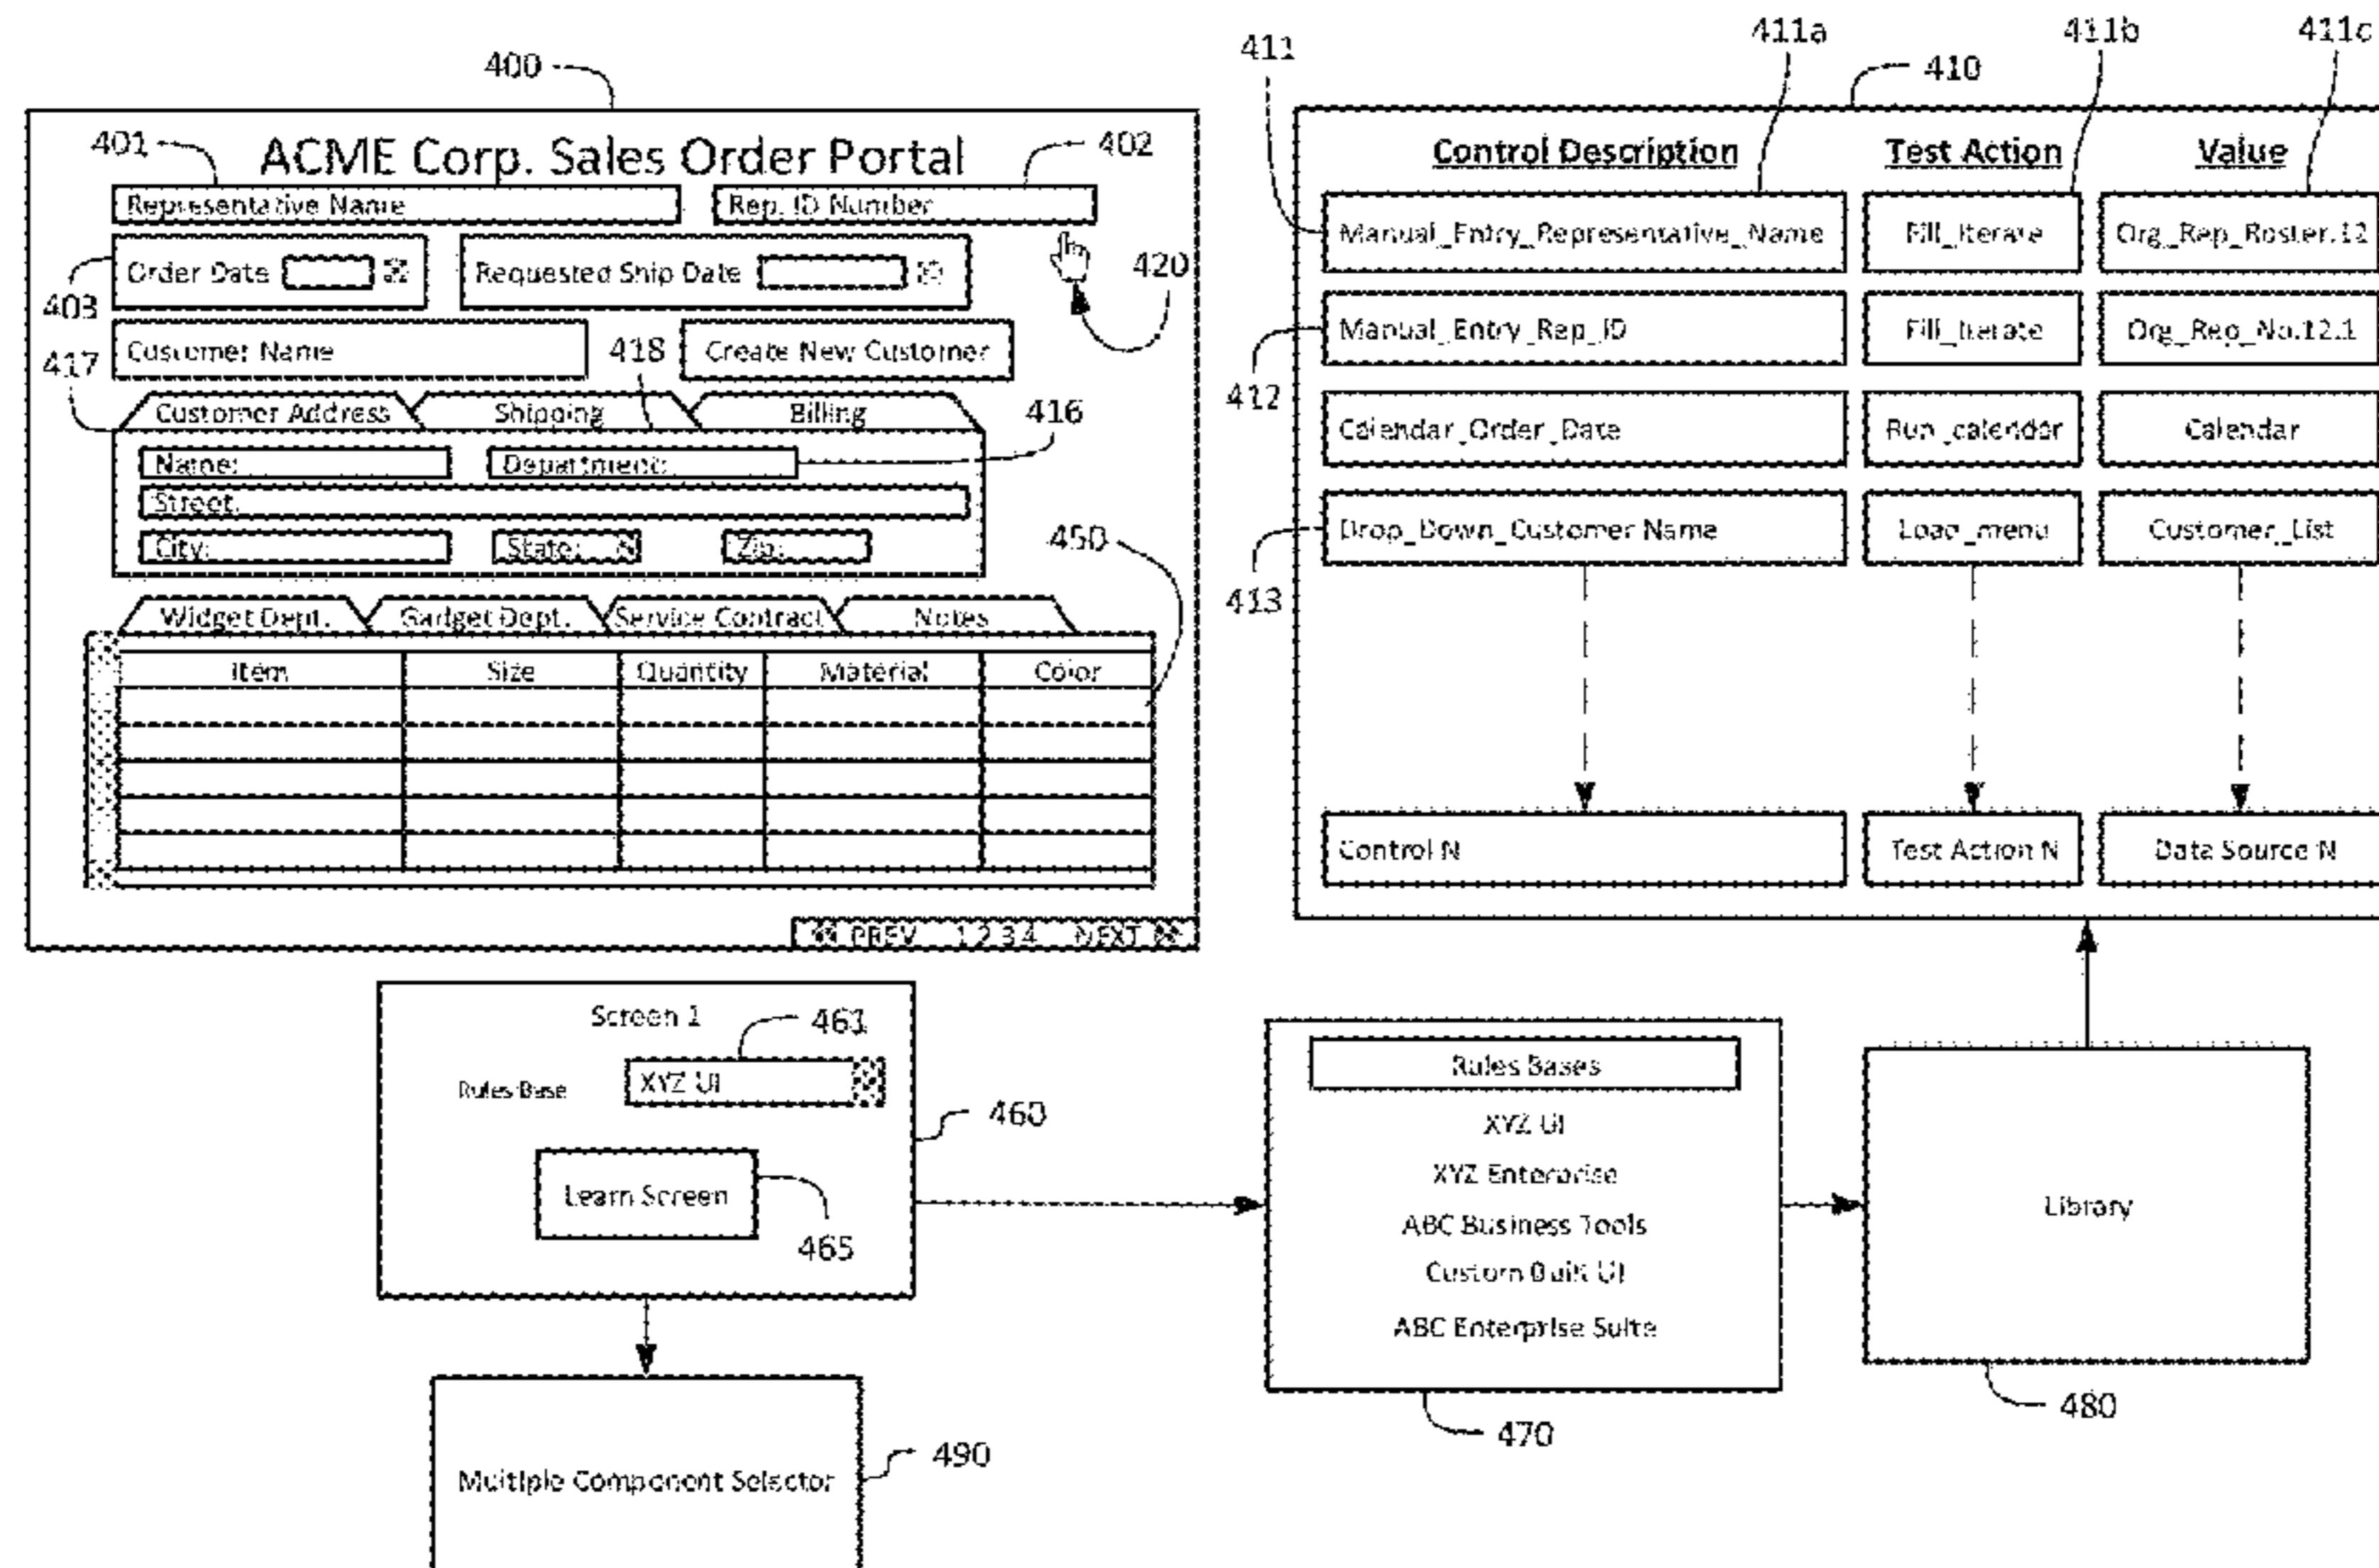 400
401
ACME Corp. Sales Order Portal
402
Representative Name
Rep. ID Number
403
Order Date
Requested Ship Date
420
417
Customer Name
418
Create New Customer
Customer Address
Shipping
Billing
416
Name:
Department:
Street:
City:
State:
Zip:
450
Widget Dept.
Gadget Dept.
Service Contract
Notes
Item
Size
Quantity
Material
Color
PREV 1 2 3 4 NEXT
411
411a
410
411b
411c
Control Description
Test Action
Value
Manual_Entry_Representative_Name
Fill_Iterate
Org_Rep_Roster.12
412
Manual_Entry_Rep_ID
Fill_Iterate
Org_Rep_No.12.1
Calendar_Order_Date
Run_calender
Calendar
413
Drop_Down_Customer Name
Load_menu
Customer_List
Control N
Test Action N
Data Source N
Screen 1
461
Rules Base
XYZ UI
460
Learn Screen
465
Multiple Component Selector
490
Rules Bases
XYZ UI
XYZ Enterprise
ABC Business Tools
Custom Built UI
ABC Enterprise Suite
470
Library
480